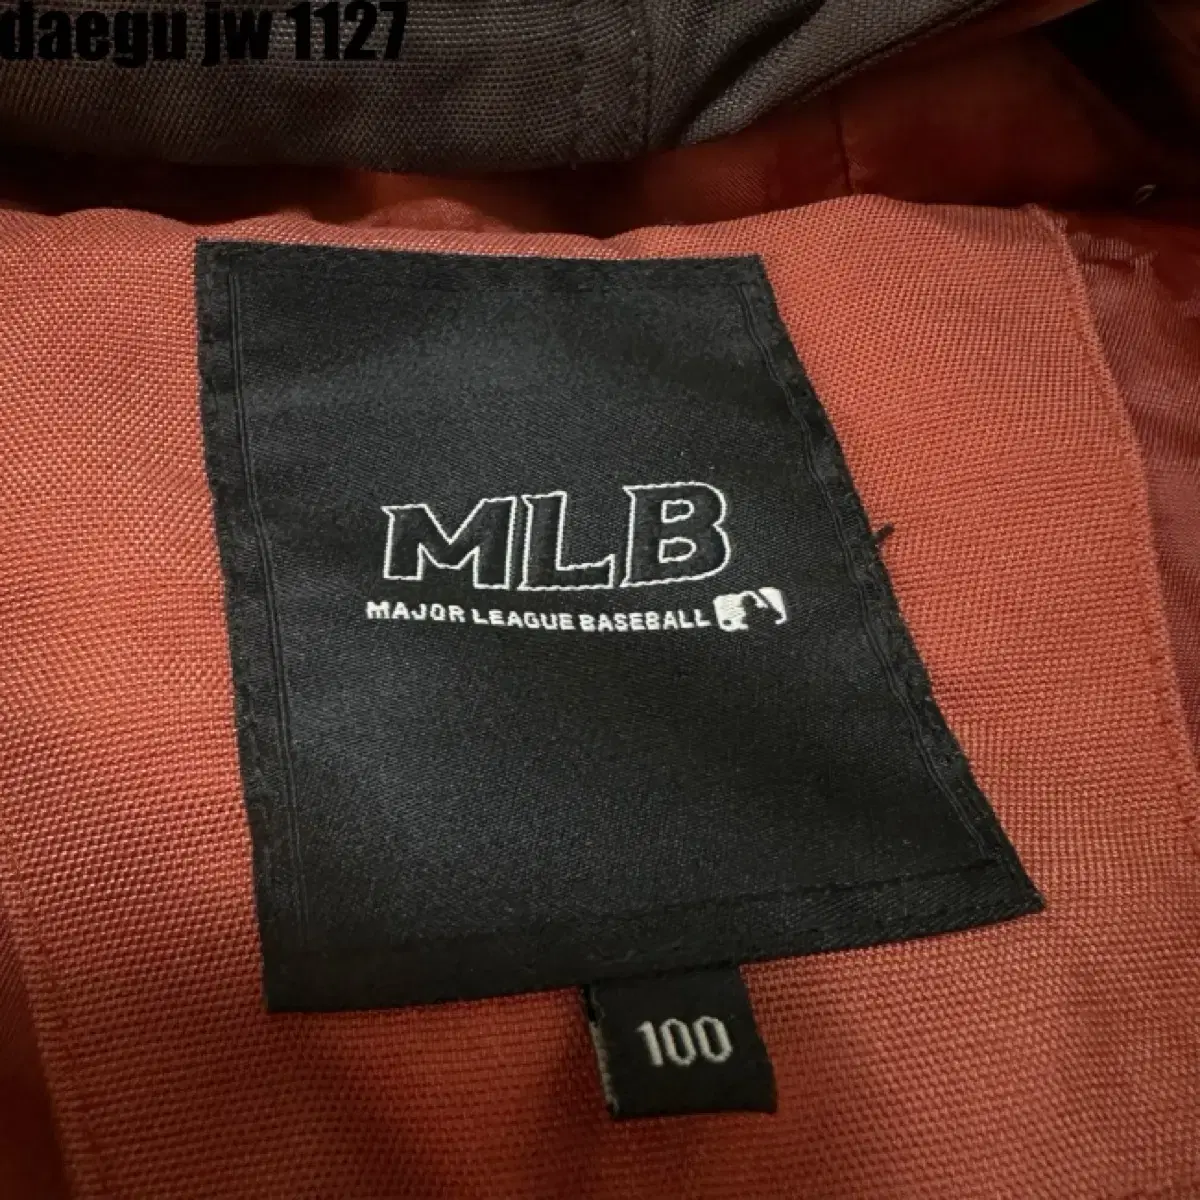 daegu jw 1127
MLB
MAJOR LEAGUE BASEBALL
100